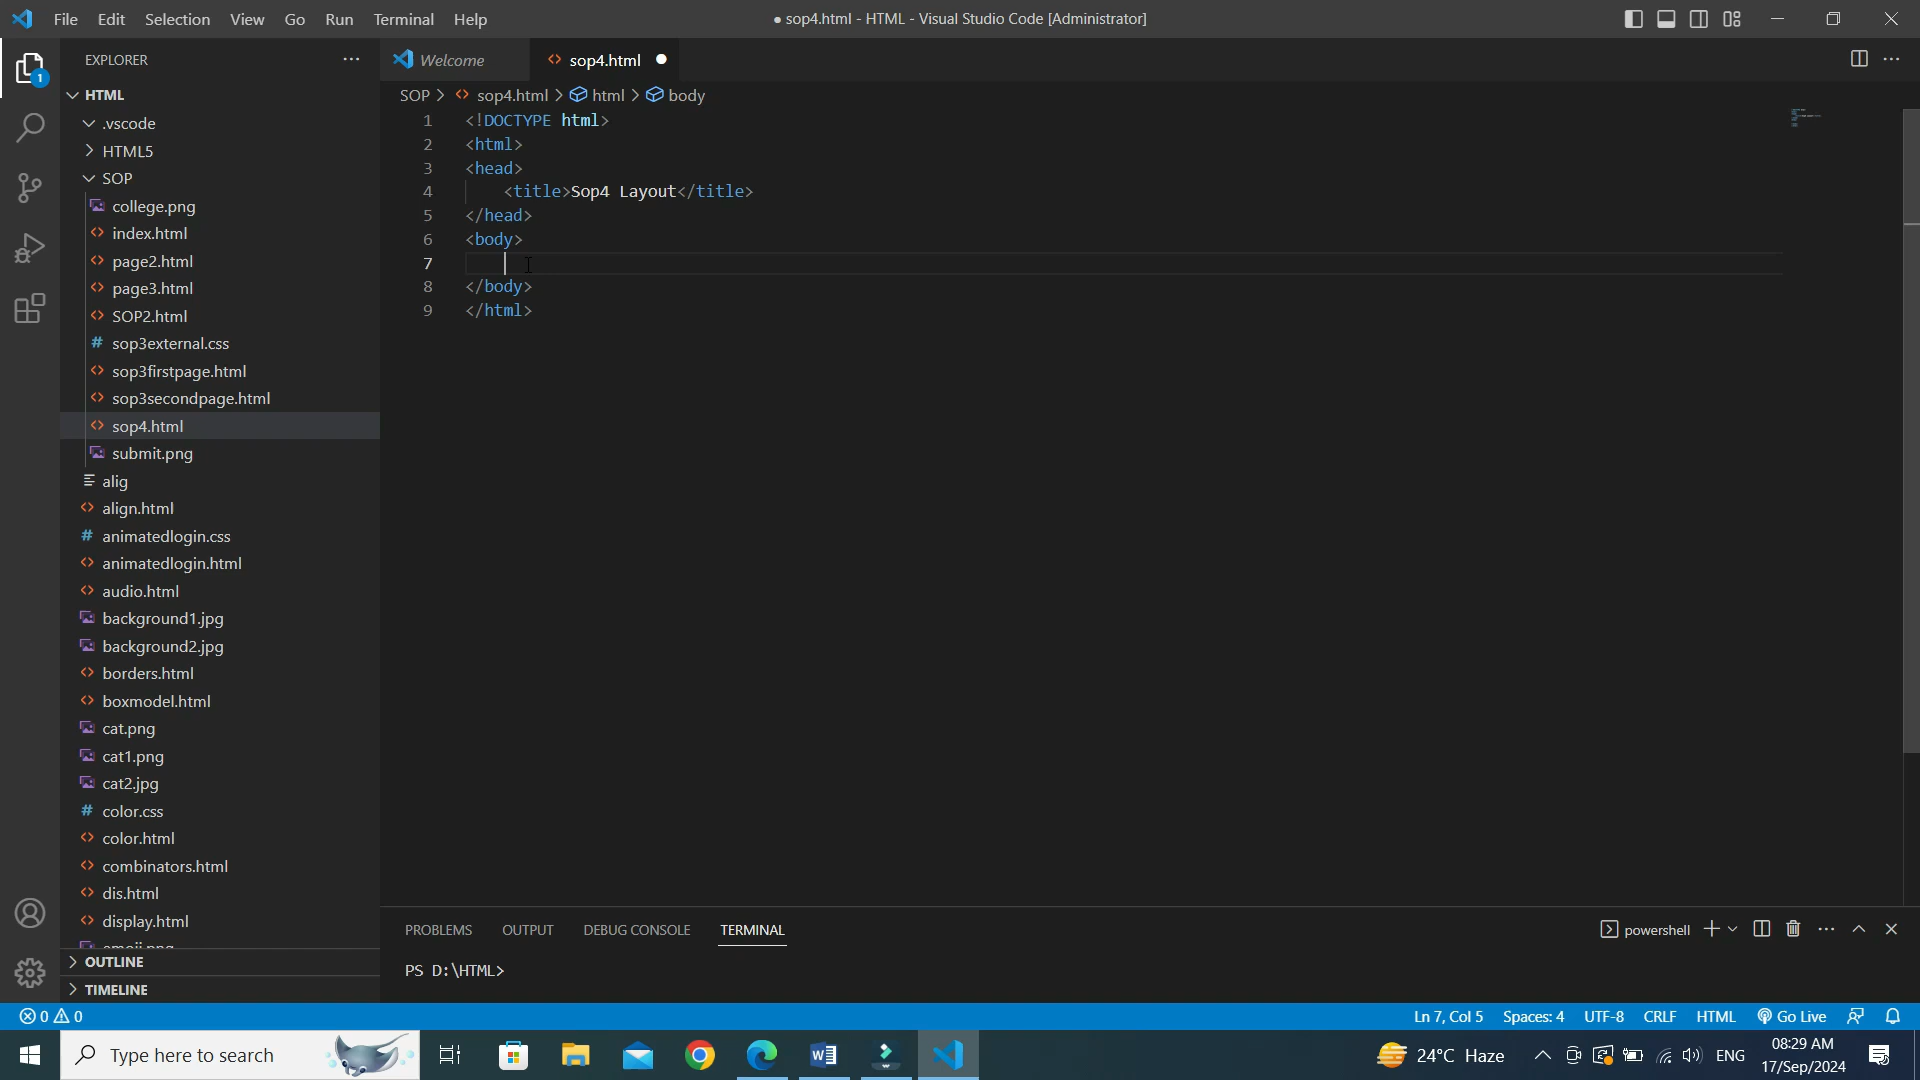 File Edit Selection View Go Run Terminal Help
● sop4.html - HTML - Visual Studio Code [Administrator]
EXPLORER
1
HTML
.vscode
HTML5
SOP
college.png
index.html
page2.html
page3.html
SOP2.html
sop3external.css
sop3firstpage.html
sop3secondpage.html
sop4.html
submit.png
alig
align.html
animatedlogin.css
animatedlogin.html
audio.html
background1.jpg
background2.jpg
borders.html
boxmodel.html
cat.png
cat1.png
cat2.jpg
color.css
color.html
combinators.html
dis.html
display.html
emoji.png
OUTLINE
TIMELINE
Welcome sop4.html
SOP > sop4.html > html > body
1 <!DOCTYPE html>
2 <html>
3 <head>
4 <title>Sop4 Layout</title>
5 </head>
6 <body>
7
8 </body>
9 </html>
PROBLEMS OUTPUT DEBUG CONSOLE TERMINAL
powershell
PS D:\HTML>
0 0
Ln 7, Col 5 Spaces: 4 UTF-8 CRLF HTML Go Live
Type here to search
24°C Haze
ENG
08:29 AM
17/Sep/2024